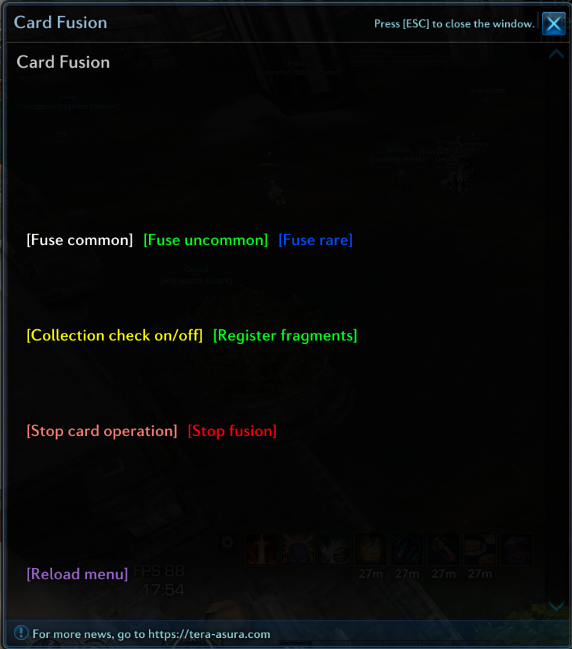 Card Fusion
Press [ESC] to close the window.
Card Fusion
[Fuse common] [Fuse uncommon] [Fuse rare]
[Collection check on/off] [Register fragments]
[Stop card operation] [Stop fusion]
27m 27m 27m 27m
[Reload menu] FPS 88
17:54
For more news, go to https://tera-asura.com